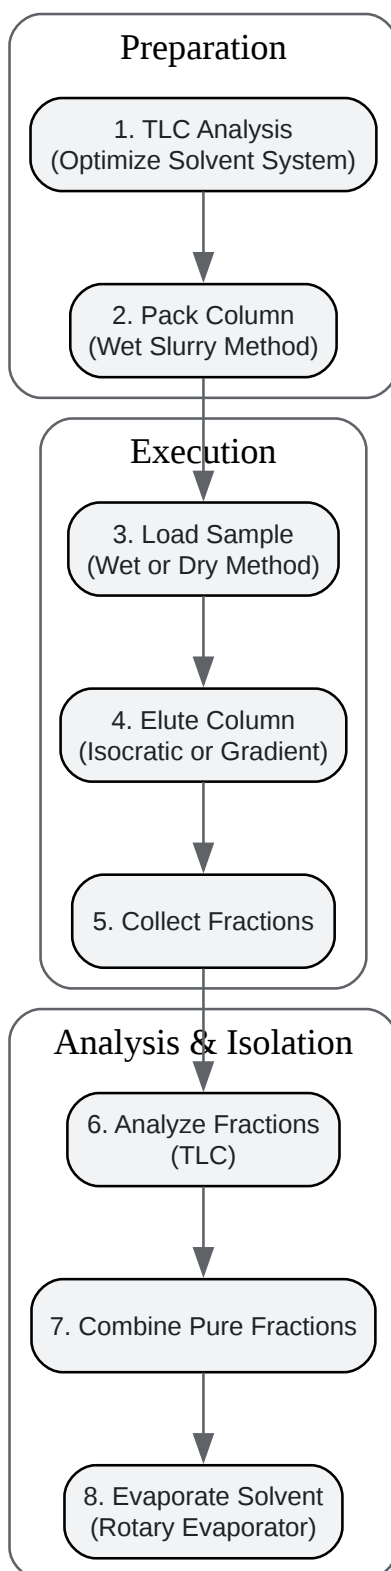 Preparation
1. TLC Analysis
(Optimize Solvent System)
2. Pack Column
(Wet Slurry Method)
Execution
3. Load Sample
(Wet or Dry Method)
4. Elute Column
(Isocratic or Gradient)
5. Collect Fractions
Analysis & Isolation
6. Analyze Fractions
(TLC)
7. Combine Pure Fractions
8. Evaporate Solvent
(Rotary Evaporator)